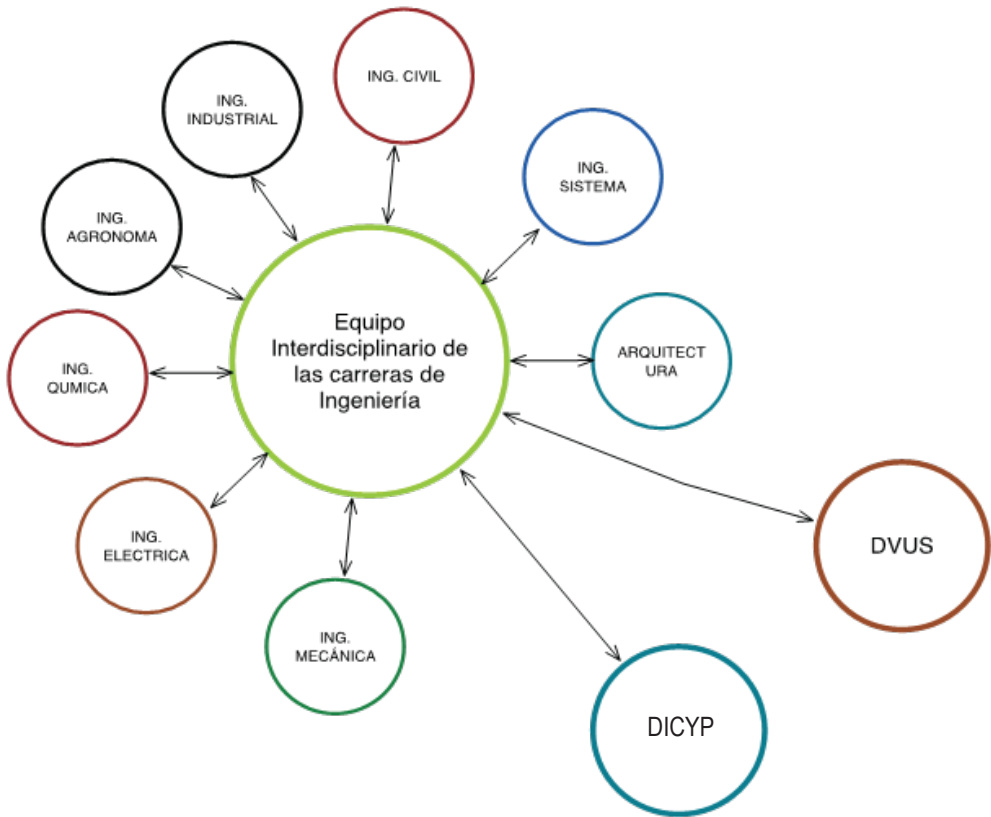 ING. CIVIL
ING.
INDUSTRIAL
ING.
SISTEMA
ING.
AGRONOMA
Equipo
Interdisciplinario de
las carreras de
Ingeniería
ARQUITECT
URA
ING.
QUMICA
ING.
ELECTRICA
DVUS
ING.
MECÁNICA
DICYP